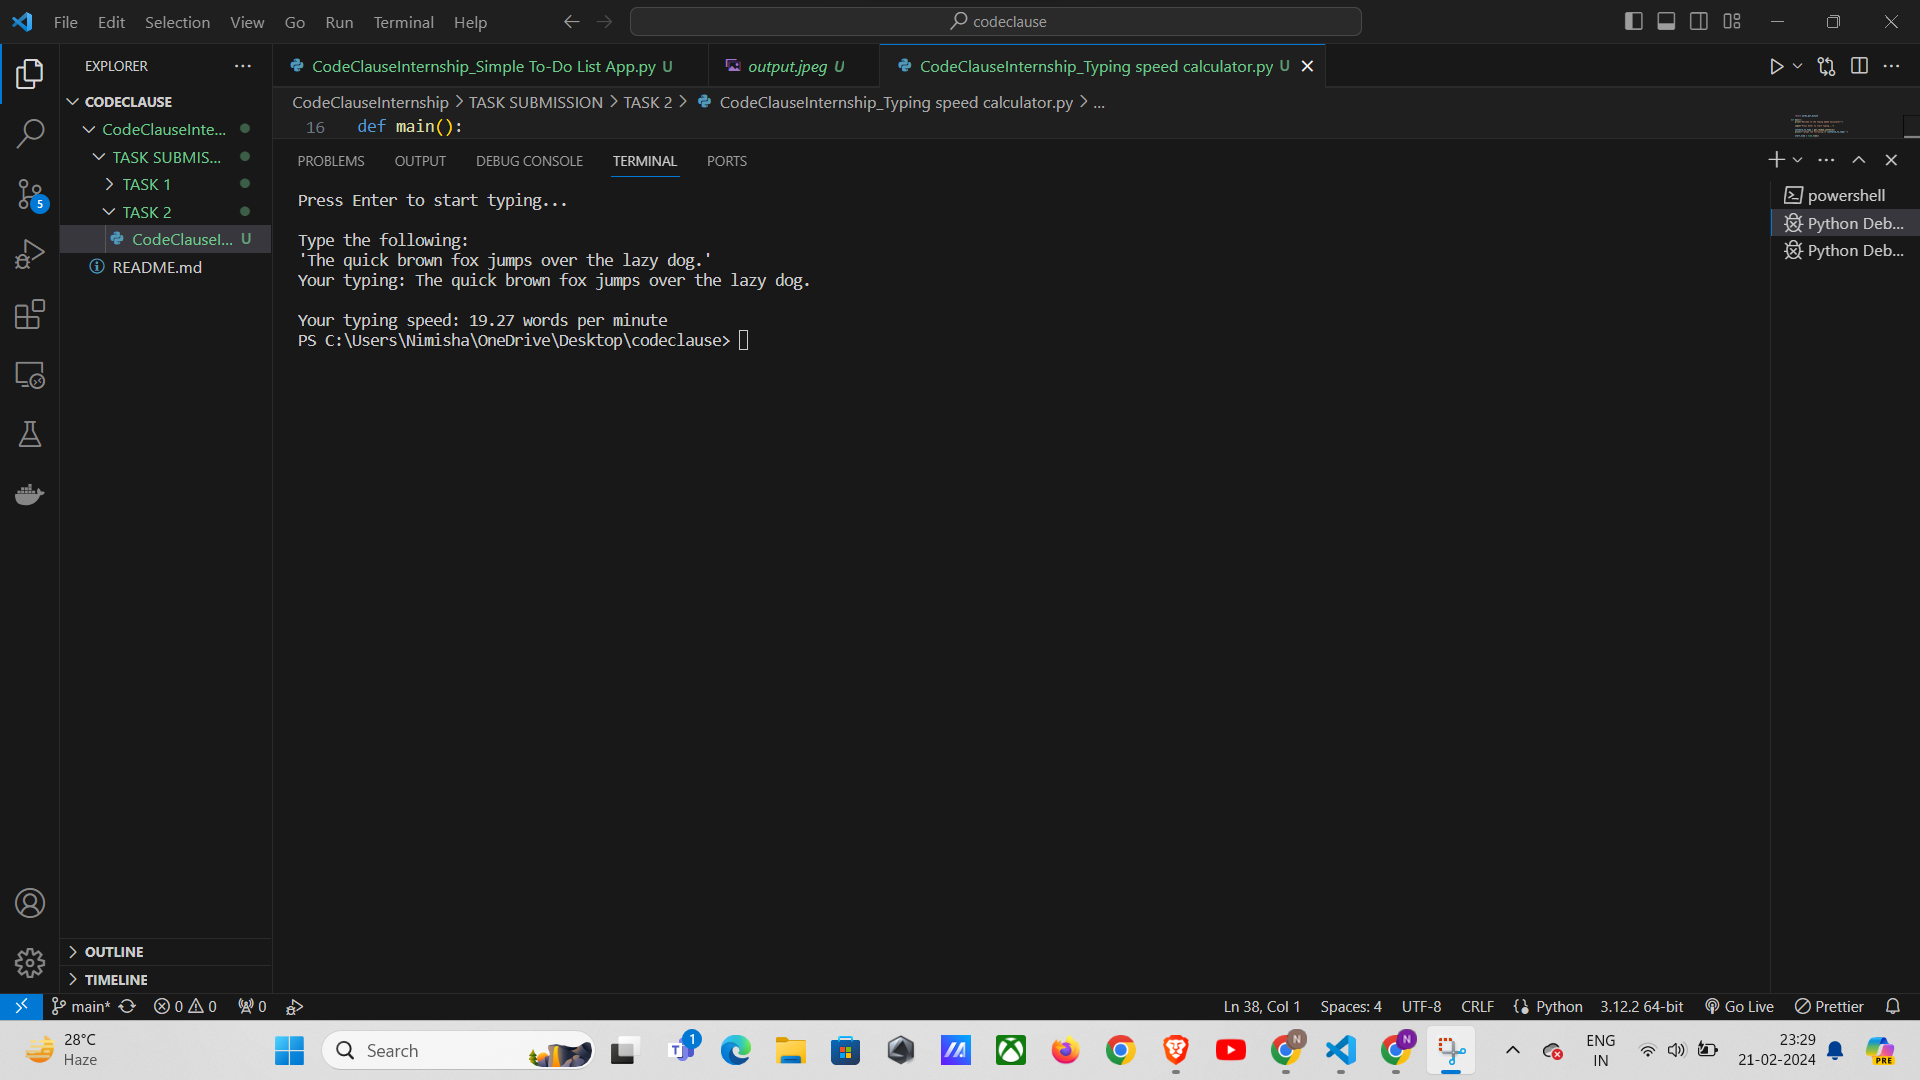 File Edit Selection View Go Run Terminal Help
codeclause
EXPLORER
CODECLAUSE
CodeClauseInte...
TASK SUBMIS...
TASK 1
TASK 2
CodeClauseI... U
README.md
OUTLINE
TIMELINE
5
CodeClauseInternship_Simple To-Do List App.py U
output.jpeg U
CodeClauseInternship_Typing speed calculator.py U
CodeClauseInternship > TASK SUBMISSION > TASK 2 > CodeClauseInternship_Typing speed calculator.py > ...
16 def main():
PROBLEMS OUTPUT DEBUG CONSOLE TERMINAL PORTS
Press Enter to start typing...
Type the following:
'The quick brown fox jumps over the lazy dog.'
Your typing: The quick brown fox jumps over the lazy dog.
Your typing speed: 19.27 words per minute
PS C:\Users\Nimisha\OneDrive\Desktop\codeclause>
powershell
Python Deb...
Python Deb...
main* 0 0 0
Ln 38, Col 1 Spaces: 4 UTF-8 CRLF Python 3.12.2 64-bit Go Live Prettier
28°C
Haze
Search
1
N
N
ENG
IN
23:29
21-02-2024
PRE